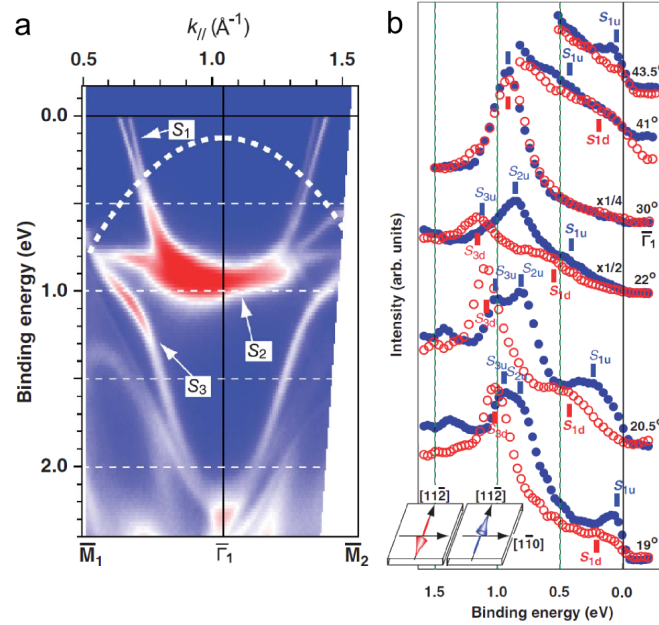 a
k// (Å⁻¹)
0.5 1.0 1.5
0.0
S1
1.0
S2
S3
2.0
Binding energy (eV)
M̅1 Γ̅1 M̅2
b
S1u
43.5°
S1u
41°
S1d
x1/4
30°
Γ̅1
S3u S2u
S1u
x1/2
22°
S3d
S1d
S3u S2u
S3d
S1u
20.5°
S1d
S3u S2u
S3d
S1u
19°
S1d
Intensity (arb. units)
[112̅] [112̅]
[11̅0]
1.5 1.0 0.5 0.0
Binding energy (eV)